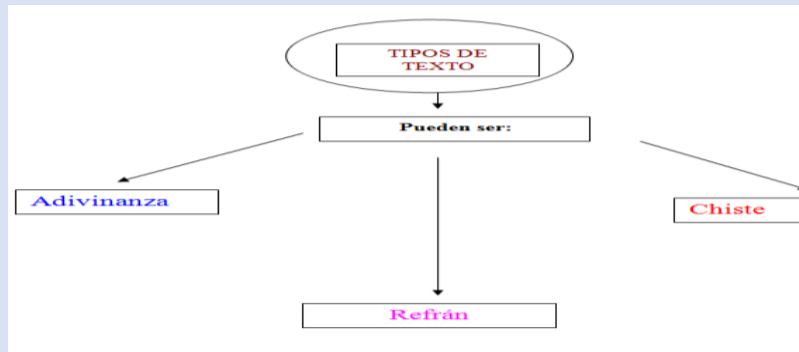 TIPOS DE
TEXTO
Pueden ser:
Adivinanza
Chiste
Refrán